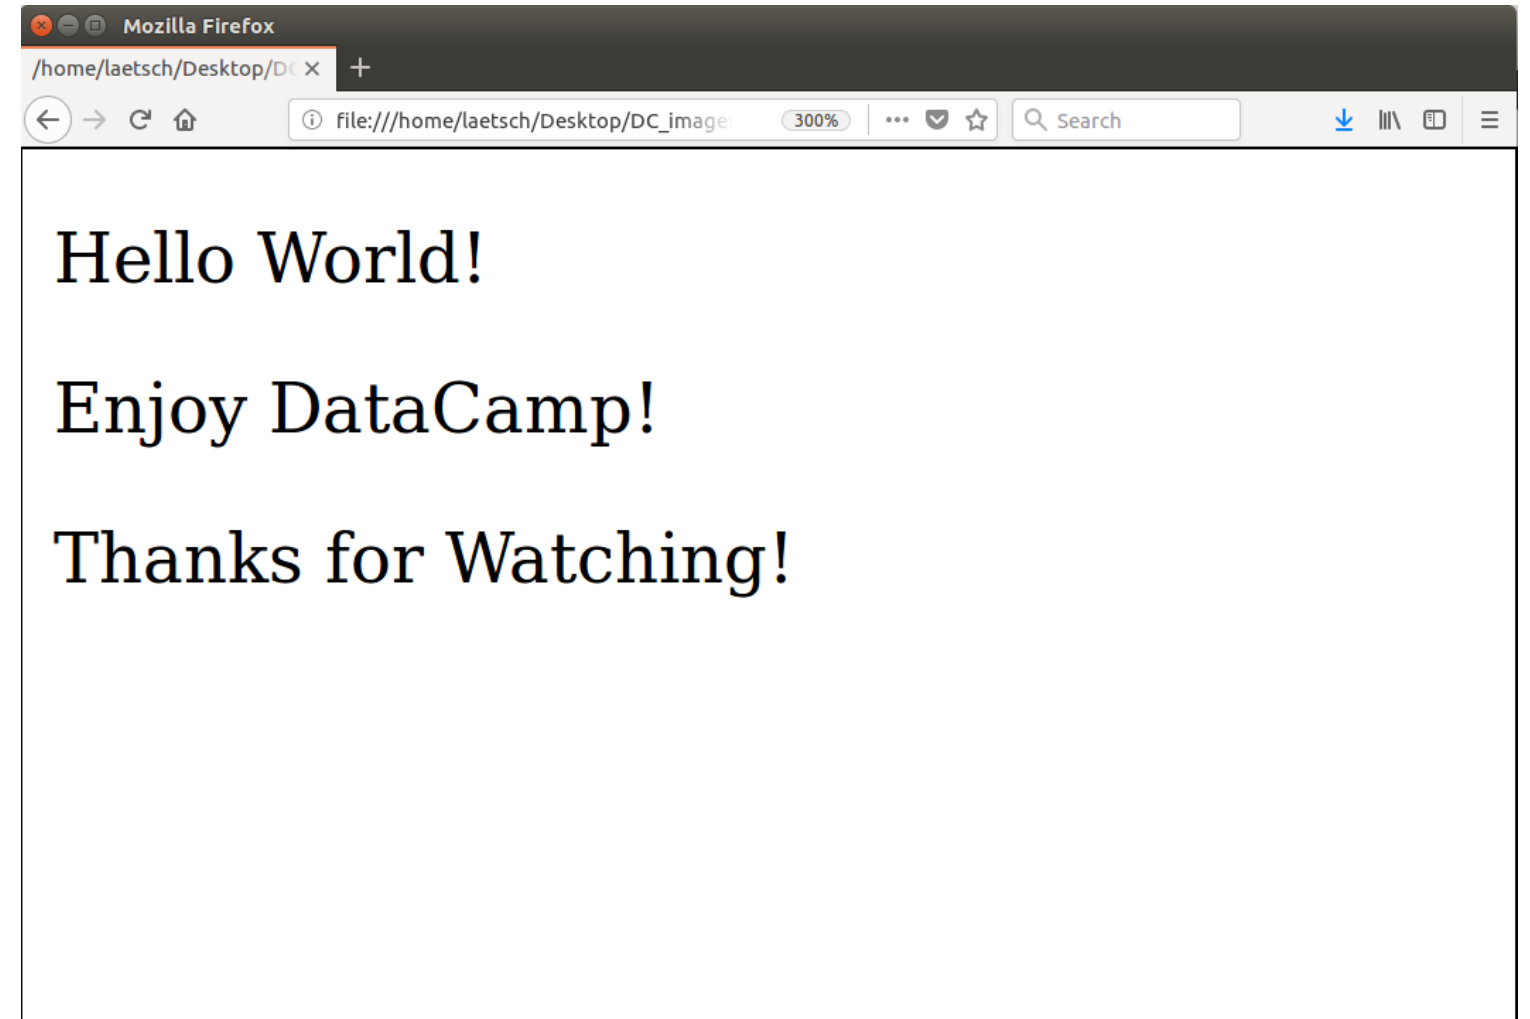 Mozilla Firefox
/home/laetsch/Desktop/DC
file:///home/laetsch/Desktop/DC_image
300%
Search
Hello World!
Enjoy DataCamp!
Thanks for Watching!